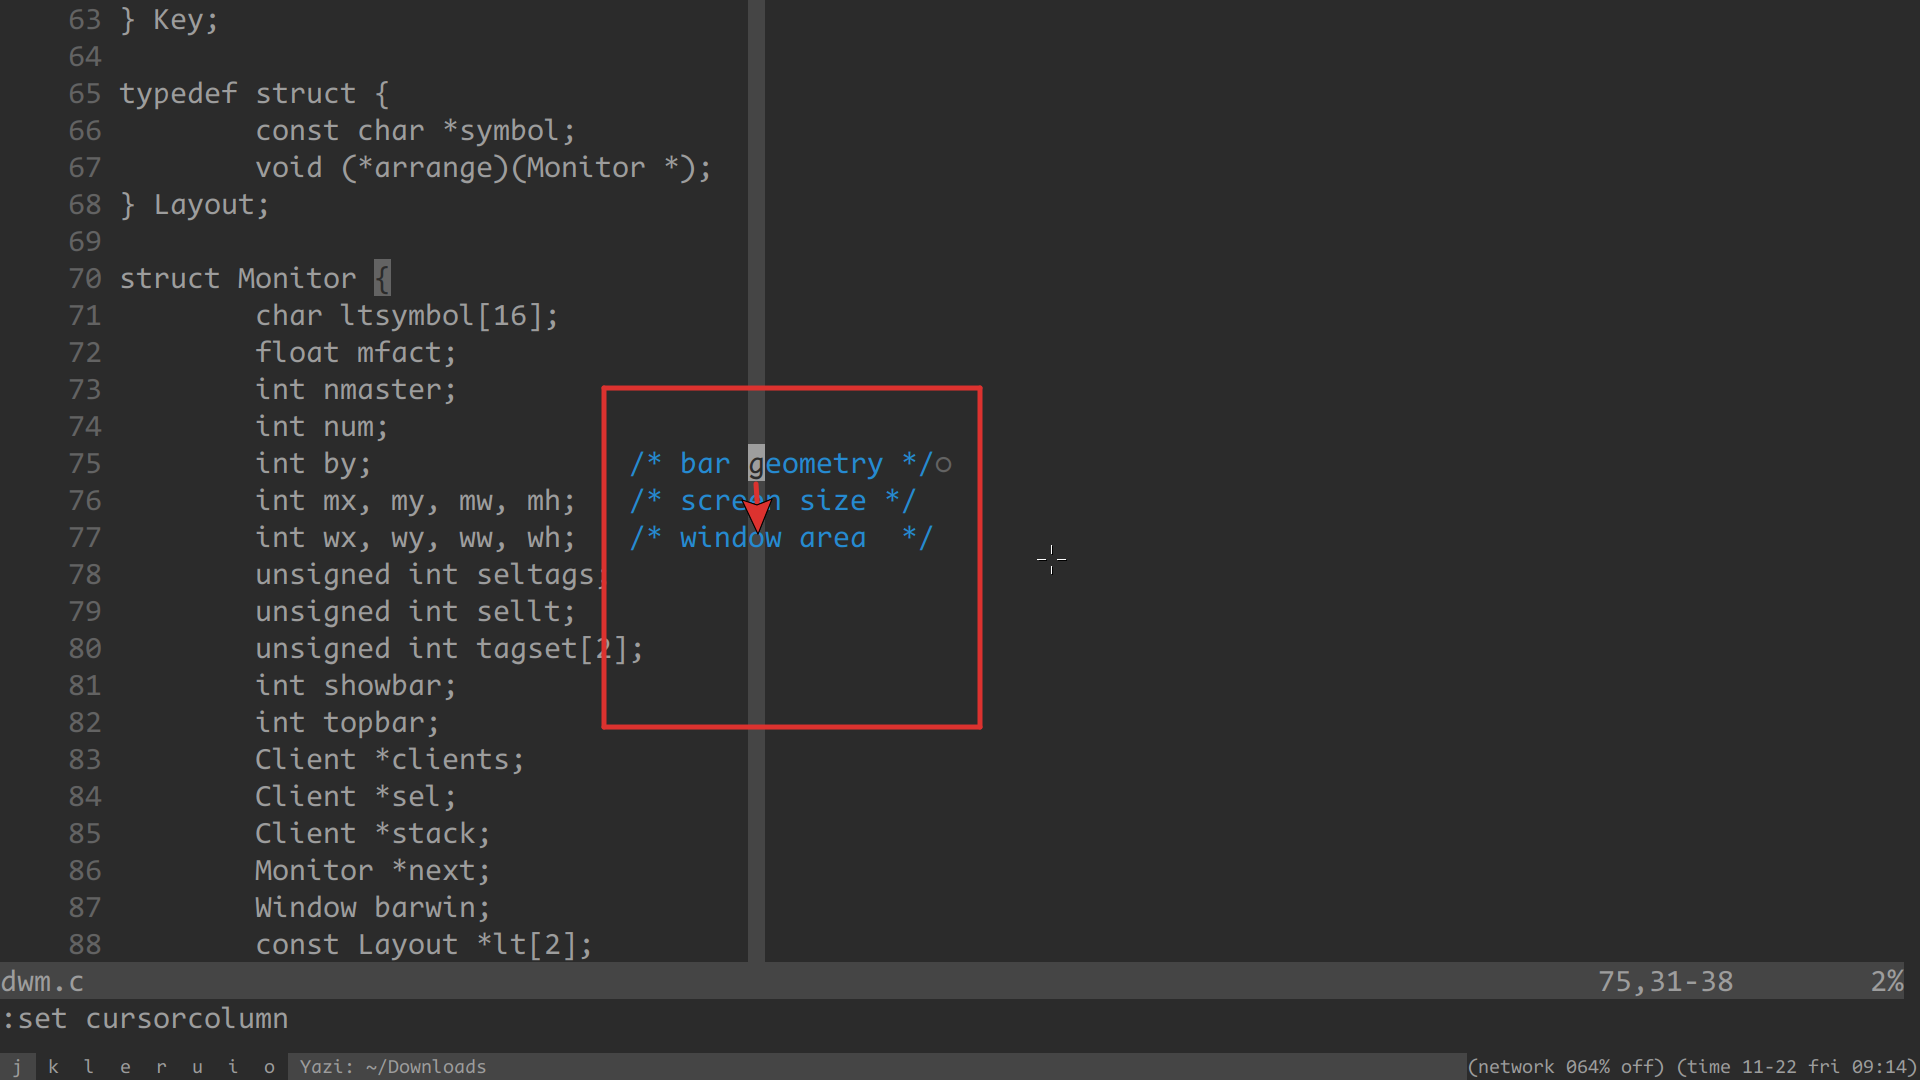 63 } Key;
64
65 typedef struct {
66         const char *symbol;
67         void (*arrange)(Monitor *);
68 } Layout;
69
70 struct Monitor {
71         char ltsymbol[16];
72         float mfact;
73         int nmaster;
74         int num;
75         int by;               /* bar geometry */
76         int mx, my, mw, mh;   /* screen size */
77         int wx, wy, ww, wh;   /* window area  */
78         unsigned int seltags;
79         unsigned int sellt;
80         unsigned int tagset[2];
81         int showbar;
82         int topbar;
83         Client *clients;
84         Client *sel;
85         Client *stack;
86         Monitor *next;
87         Window barwin;
88         const Layout *lt[2];
dwm.c 75,31-38 2%
:set cursorcolumn
j k l e r u i o Yazi: ~/Downloads (network 064% off) (time 11-22 fri 09:14)